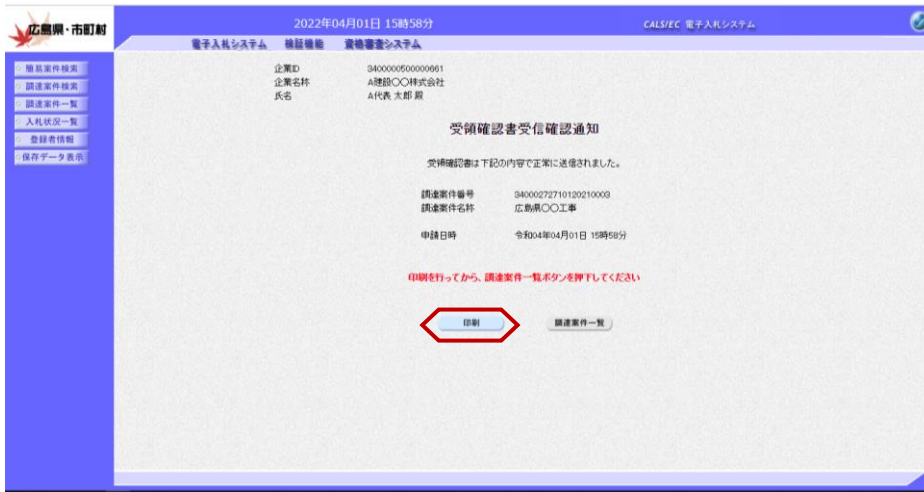 広島県・市町村
2022年04月01日 15時58分
CALS/EC 電子入札システム
電子入札システム 検証機能 資格審査システム
簡易案件検索
調達案件検索
調達案件一覧
入札状況一覧
登録者情報
保存データ表示
企業ID 3400000500000661
企業名称 A建設〇〇株式会社
氏名 A代表 太郎 殿
受領確認書受信確認通知
受領確認書は下記の内容で正常に送信されました。
調達案件番号 34000272710120210003
調達案件名称 広島県〇〇工事
申請日時 令和04年04月01日 15時58分
印刷を行ってから、調達案件一覧ボタンを押下してください
印刷 調達案件一覧